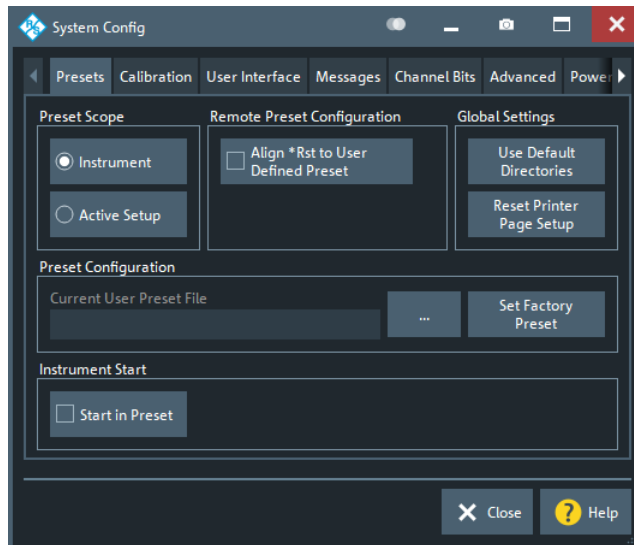 System Config
Presets Calibration User Interface Messages Channel Bits Advanced Power
Preset Scope
Instrument
Active Setup
Remote Preset Configuration
Align *Rst to User
Defined Preset
Global Settings
Use Default
Directories
Reset Printer
Page Setup
Preset Configuration
Current User Preset File
...
Set Factory
Preset
Instrument Start
Start in Preset
Close
? Help